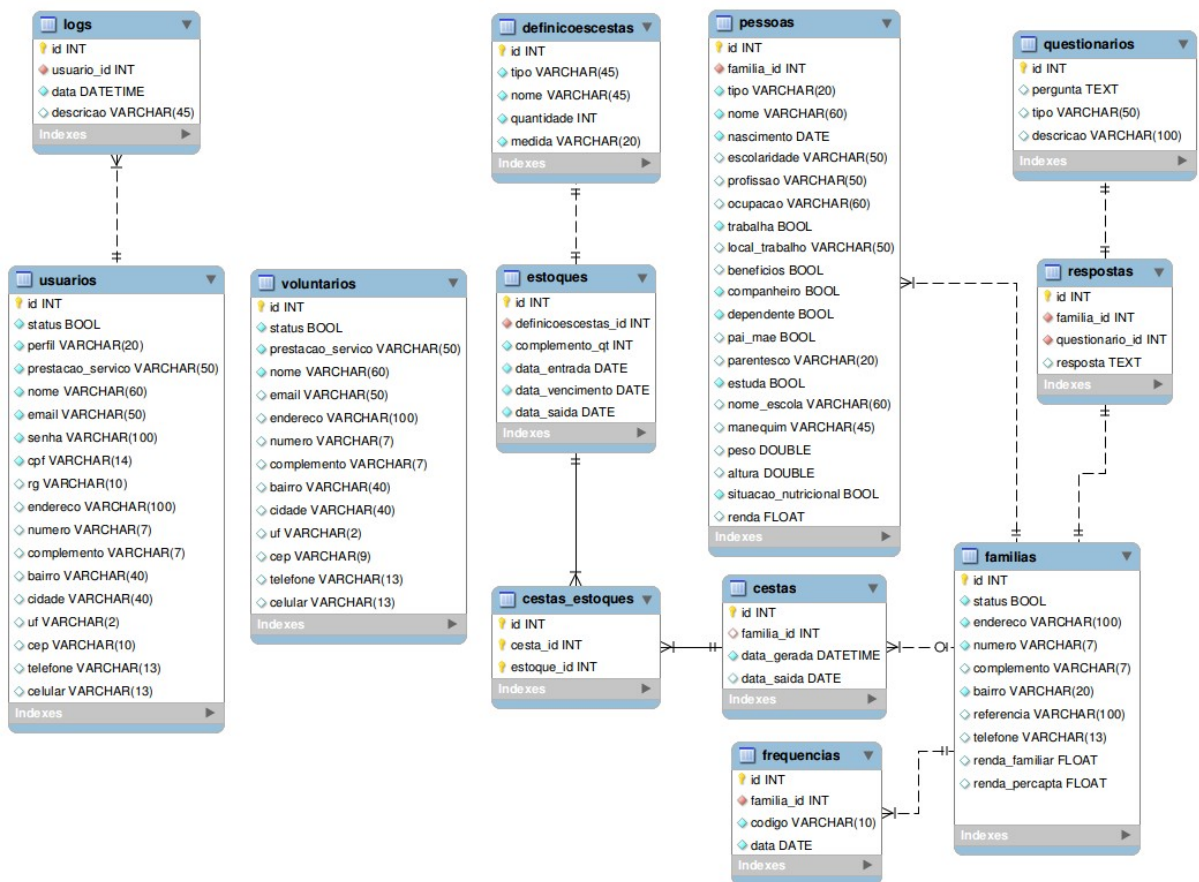 logs
id INT
usuario_id INT
data DATETIME
descricao VARCHAR(45)
Indexes
definicoescestas
id INT
tipo VARCHAR(45)
nome VARCHAR(45)
quantidade INT
medida VARCHAR(20)
Indexes
pessoas
id INT
familia_id INT
tipo VARCHAR(20)
nome VARCHAR(60)
nascimento DATE
escolaridade VARCHAR(50)
profissao VARCHAR(50)
ocupacao VARCHAR(60)
trabalha BOOL
local_trabalho VARCHAR(50)
beneficios BOOL
companheiro BOOL
dependente BOOL
pai_mae BOOL
parentesco VARCHAR(20)
estuda BOOL
nome_escola VARCHAR(60)
manequim VARCHAR(45)
peso DOUBLE
altura DOUBLE
situacao_nutricional BOOL
renda FLOAT
Indexes
questionarios
id INT
pergunta TEXT
tipo VARCHAR(50)
descricao VARCHAR(100)
Indexes
usuarios
id INT
status BOOL
perfil VARCHAR(20)
prestacao_servico VARCHAR(50)
nome VARCHAR(60)
email VARCHAR(50)
senha VARCHAR(100)
cpf VARCHAR(14)
rg VARCHAR(10)
endereco VARCHAR(100)
numero VARCHAR(7)
complemento VARCHAR(7)
bairro VARCHAR(40)
cidade VARCHAR(40)
uf VARCHAR(2)
cep VARCHAR(10)
telefone VARCHAR(13)
celular VARCHAR(13)
Indexes
voluntarios
id INT
status BOOL
prestacao_servico VARCHAR(50)
nome VARCHAR(60)
email VARCHAR(50)
endereco VARCHAR(100)
numero VARCHAR(7)
complemento VARCHAR(7)
bairro VARCHAR(40)
cidade VARCHAR(40)
uf VARCHAR(2)
cep VARCHAR(9)
telefone VARCHAR(13)
celular VARCHAR(13)
Indexes
estoques
id INT
definicoescestas_id INT
complemento_qt INT
data_entrada DATE
data_vencimento DATE
data_saida DATE
Indexes
respostas
id INT
familia_id INT
questionario_id INT
resposta TEXT
Indexes
cestas_estoques
id INT
cesta_id INT
estoque_id INT
Indexes
cestas
id INT
familia_id INT
data_gerada DATETIME
data_saida DATE
Indexes
familias
id INT
status BOOL
endereco VARCHAR(100)
numero VARCHAR(7)
complemento VARCHAR(7)
bairro VARCHAR(20)
referencia VARCHAR(100)
telefone VARCHAR(13)
renda_familiar FLOAT
renda_percapta FLOAT
Indexes
frequencias
id INT
familia_id INT
codigo VARCHAR(10)
data DATE
Indexes